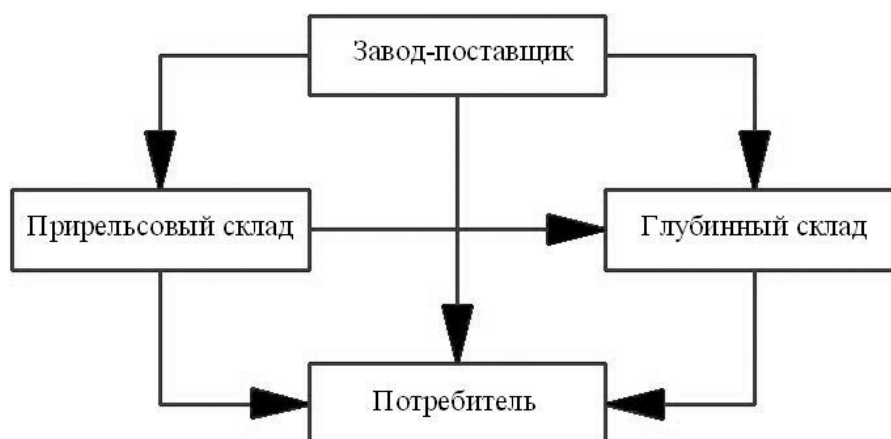 Завод-поставщик
Прирельсовый склад
Глубинный склад
Потребитель